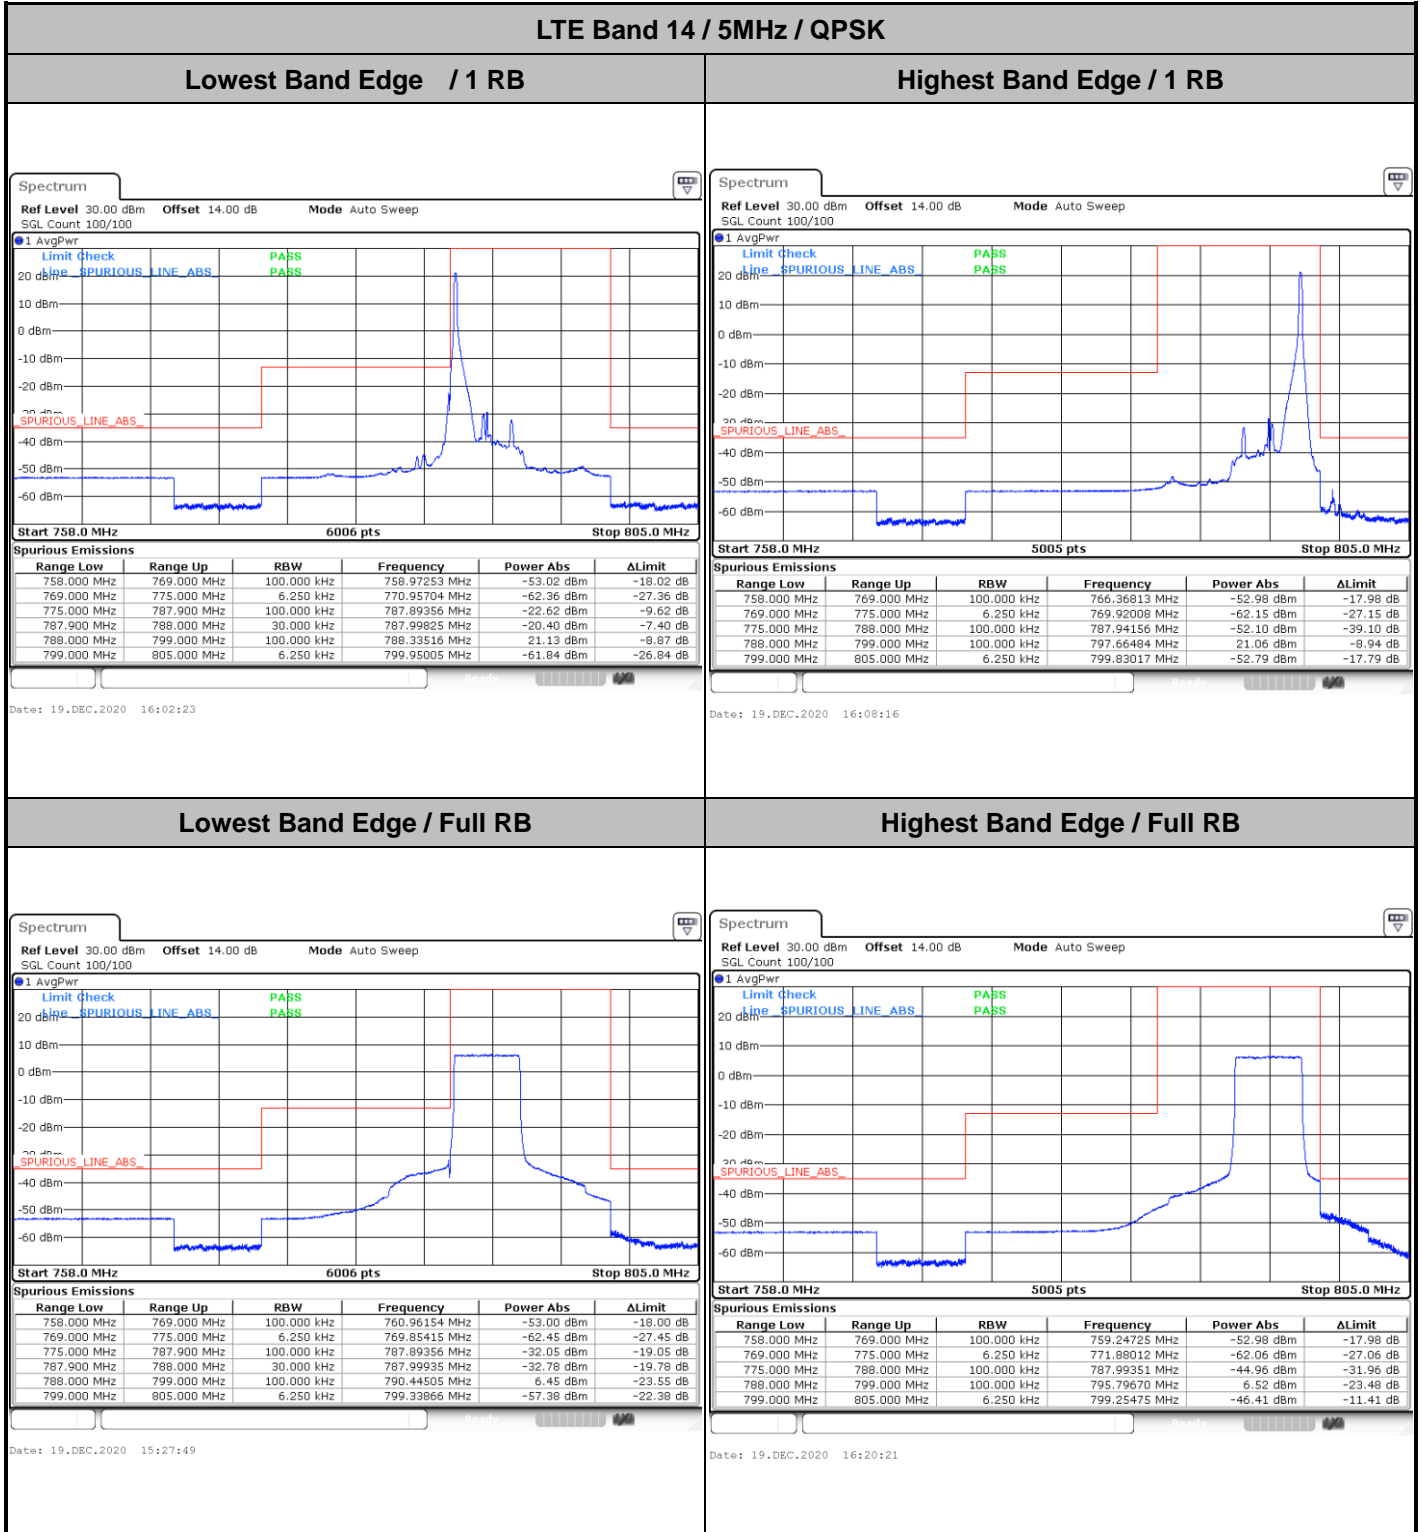 LTE Band 14 / 5MHz / QPSK
Lowest Band Edge / 1 RB
Highest Band Edge / 1 RB
Spectrum
Ref Level 30.00 dBm Offset 14.00 dB Mode Auto Sweep
SGL Count 100/100
1 AvgPwr
Limit Check PASS
Line _SPURIOUS_LINE_ABS_ PASS
20 dBm
10 dBm
0 dBm
-10 dBm
-20 dBm
-30 dBm
_SPURIOUS_LINE_ABS_
-40 dBm
-50 dBm
-60 dBm
Start 758.0 MHz 6006 pts Stop 805.0 MHz
Spurious Emissions
Range Low Range Up RBW Frequency Power Abs ΔLimit
758.000 MHz 769.000 MHz 100.000 kHz 758.97253 MHz -53.02 dBm -18.02 dB
769.000 MHz 775.000 MHz 6.250 kHz 770.95704 MHz -62.36 dBm -27.36 dB
775.000 MHz 787.900 MHz 100.000 kHz 787.89356 MHz -22.62 dBm -9.62 dB
787.900 MHz 788.000 MHz 30.000 kHz 787.99825 MHz -20.40 dBm -7.40 dB
788.000 MHz 799.000 MHz 100.000 kHz 788.33516 MHz 21.13 dBm -8.87 dB
799.000 MHz 805.000 MHz 6.250 kHz 799.95005 MHz -61.84 dBm -26.84 dB
Ready
Date: 19.DEC.2020 16:02:23
Spectrum
Ref Level 30.00 dBm Offset 14.00 dB Mode Auto Sweep
SGL Count 100/100
1 AvgPwr
Limit Check PASS
Line _SPURIOUS_LINE_ABS_ PASS
20 dBm
10 dBm
0 dBm
-10 dBm
-20 dBm
-30 dBm
_SPURIOUS_LINE_ABS_
-40 dBm
-50 dBm
-60 dBm
Start 758.0 MHz 5005 pts Stop 805.0 MHz
Spurious Emissions
Range Low Range Up RBW Frequency Power Abs ΔLimit
758.000 MHz 769.000 MHz 100.000 kHz 766.36813 MHz -52.98 dBm -17.98 dB
769.000 MHz 775.000 MHz 6.250 kHz 769.92008 MHz -62.15 dBm -27.15 dB
775.000 MHz 788.000 MHz 100.000 kHz 787.94156 MHz -52.10 dBm -39.10 dB
788.000 MHz 799.000 MHz 100.000 kHz 797.66484 MHz 21.06 dBm -8.94 dB
799.000 MHz 805.000 MHz 6.250 kHz 799.83017 MHz -52.79 dBm -17.79 dB
Ready
Date: 19.DEC.2020 16:08:16
Lowest Band Edge / Full RB
Highest Band Edge / Full RB
Spectrum
Ref Level 30.00 dBm Offset 14.00 dB Mode Auto Sweep
SGL Count 100/100
1 AvgPwr
Limit Check PASS
Line _SPURIOUS_LINE_ABS_ PASS
20 dBm
10 dBm
0 dBm
-10 dBm
-20 dBm
-30 dBm
_SPURIOUS_LINE_ABS_
-40 dBm
-50 dBm
-60 dBm
Start 758.0 MHz 6006 pts Stop 805.0 MHz
Spurious Emissions
Range Low Range Up RBW Frequency Power Abs ΔLimit
758.000 MHz 769.000 MHz 100.000 kHz 760.96154 MHz -53.00 dBm -18.00 dB
769.000 MHz 775.000 MHz 6.250 kHz 769.85415 MHz -62.45 dBm -27.45 dB
775.000 MHz 787.900 MHz 100.000 kHz 787.89356 MHz -32.05 dBm -19.05 dB
787.900 MHz 788.000 MHz 30.000 kHz 787.99935 MHz -32.78 dBm -19.78 dB
788.000 MHz 799.000 MHz 100.000 kHz 790.44505 MHz 6.45 dBm -23.55 dB
799.000 MHz 805.000 MHz 6.250 kHz 799.33866 MHz -57.38 dBm -22.38 dB
Ready
Date: 19.DEC.2020 15:27:49
Spectrum
Ref Level 30.00 dBm Offset 14.00 dB Mode Auto Sweep
SGL Count 100/100
1 AvgPwr
Limit Check PASS
Line _SPURIOUS_LINE_ABS_ PASS
20 dBm
10 dBm
0 dBm
-10 dBm
-20 dBm
-30 dBm
_SPURIOUS_LINE_ABS_
-40 dBm
-50 dBm
-60 dBm
Start 758.0 MHz 5005 pts Stop 805.0 MHz
Spurious Emissions
Range Low Range Up RBW Frequency Power Abs ΔLimit
758.000 MHz 769.000 MHz 100.000 kHz 759.24725 MHz -52.98 dBm -17.98 dB
769.000 MHz 775.000 MHz 6.250 kHz 771.88012 MHz -62.06 dBm -27.06 dB
775.000 MHz 788.000 MHz 100.000 kHz 787.99351 MHz -44.96 dBm -31.96 dB
788.000 MHz 799.000 MHz 100.000 kHz 795.79670 MHz 6.52 dBm -23.48 dB
799.000 MHz 805.000 MHz 6.250 kHz 799.25475 MHz -46.41 dBm -11.41 dB
Ready
Date: 19.DEC.2020 16:20:21